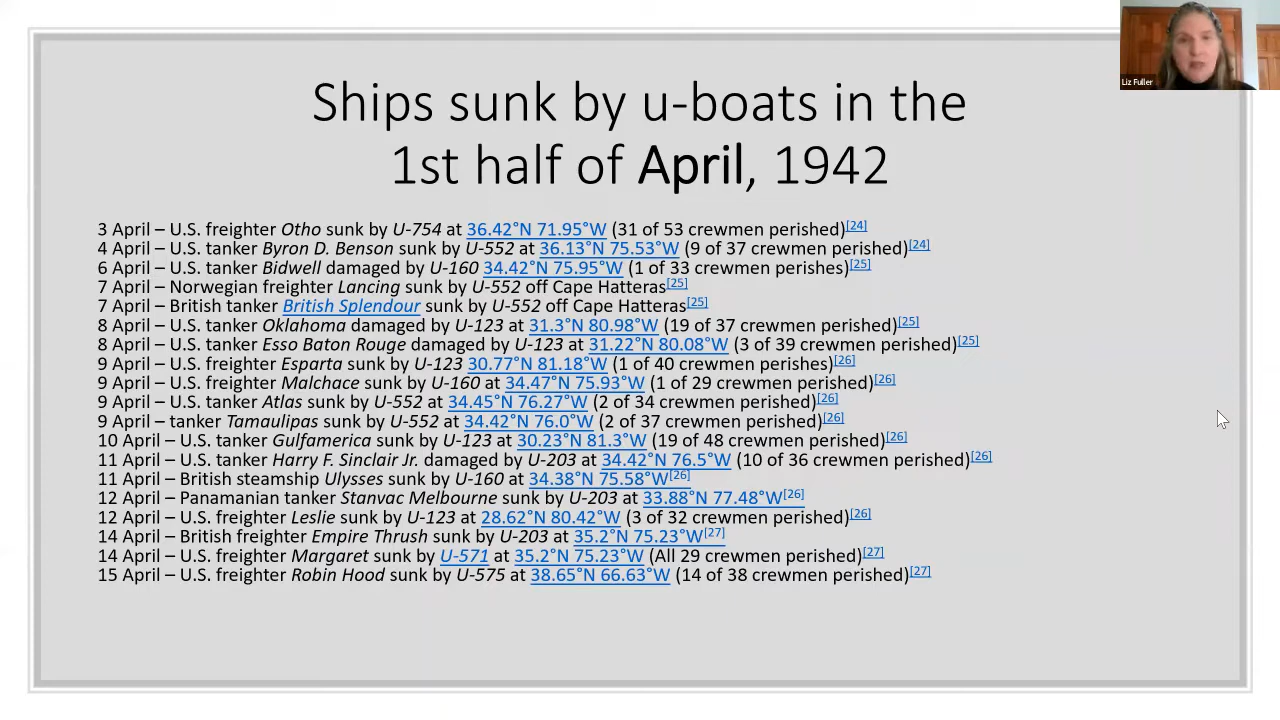 Liz Fuller
Ships sunk by u-boats in the
1st half of April, 1942
3 April – U.S. freighter Otho sunk by U-754 at 36.42°N 71.95°W (31 of 53 crewmen perished)[24]
4 April – U.S. tanker Byron D. Benson sunk by U-552 at 36.13°N 75.53°W (9 of 37 crewmen perished)[24]
6 April – U.S. tanker Bidwell damaged by U-160 34.42°N 75.95°W (1 of 33 crewmen perishes)[25]
7 April – Norwegian freighter Lancing sunk by U-552 off Cape Hatteras[25]
7 April – British tanker British Splendour sunk by U-552 off Cape Hatteras[25]
8 April – U.S. tanker Oklahoma damaged by U-123 at 31.3°N 80.98°W (19 of 37 crewmen perished)[25]
8 April – U.S. tanker Esso Baton Rouge damaged by U-123 at 31.22°N 80.08°W (3 of 39 crewmen perished)[25]
9 April – U.S. freighter Esparta sunk by U-123 30.77°N 81.18°W (1 of 40 crewmen perishes)[26]
9 April – U.S. freighter Malchace sunk by U-160 at 34.47°N 75.93°W (1 of 29 crewmen perished)[26]
9 April – U.S. tanker Atlas sunk by U-552 at 34.45°N 76.27°W (2 of 34 crewmen perished)[26]
9 April – tanker Tamaulipas sunk by U-552 at 34.42°N 76.0°W (2 of 37 crewmen perished)[26]
10 April – U.S. tanker Gulfamerica sunk by U-123 at 30.23°N 81.3°W (19 of 48 crewmen perished)[26]
11 April – U.S. tanker Harry F. Sinclair Jr. damaged by U-203 at 34.42°N 76.5°W (10 of 36 crewmen perished)[26]
11 April – British steamship Ulysses sunk by U-160 at 34.38°N 75.58°W[26]
12 April – Panamanian tanker Stanvac Melbourne sunk by U-203 at 33.88°N 77.48°W[26]
12 April – U.S. freighter Leslie sunk by U-123 at 28.62°N 80.42°W (3 of 32 crewmen perished)[26]
14 April – British freighter Empire Thrush sunk by U-203 at 35.2°N 75.23°W[27]
14 April – U.S. freighter Margaret sunk by U-571 at 35.2°N 75.23°W (All 29 crewmen perished)[27]
15 April – U.S. freighter Robin Hood sunk by U-575 at 38.65°N 66.63°W (14 of 38 crewmen perished)[27]